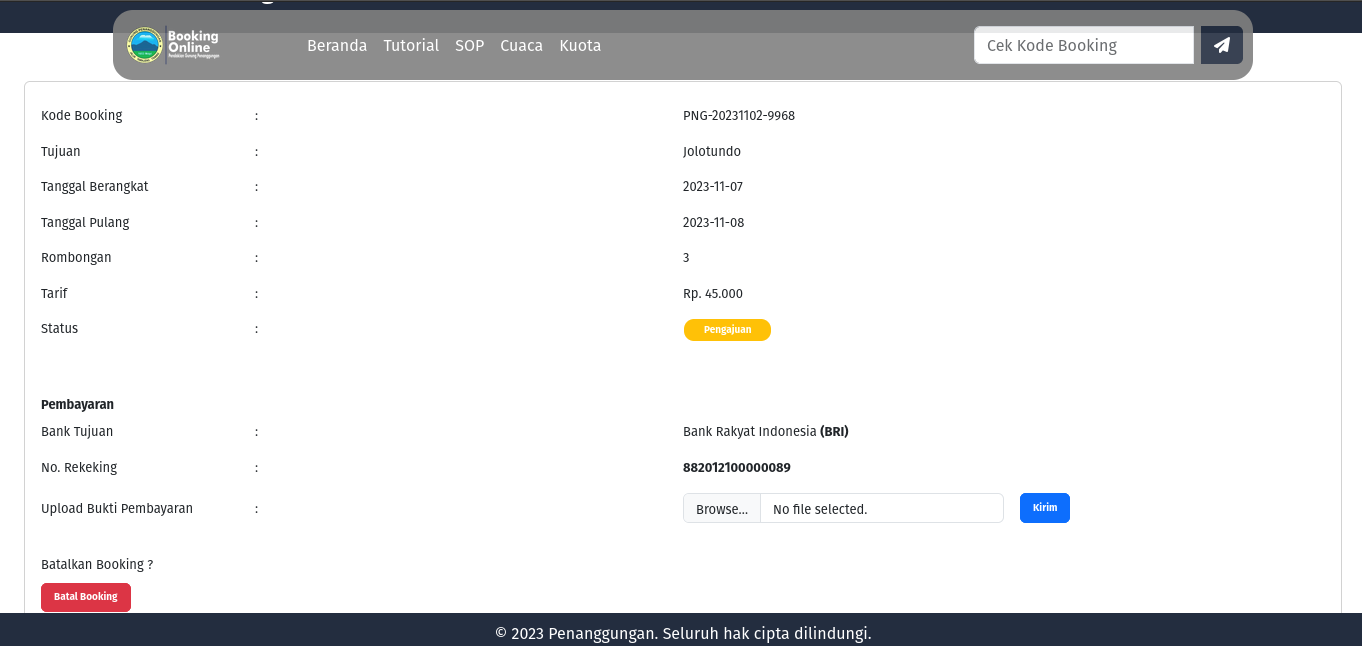 Booking
Online
Pendakian Gunung Penanggungan
Beranda Tutorial SOP Cuaca Kuota
Cek Kode Booking
Kode Booking : PNG-20231102-9968
Tujuan : Jolotundo
Tanggal Berangkat : 2023-11-07
Tanggal Pulang : 2023-11-08
Rombongan : 3
Tarif : Rp. 45.000
Status : Pengajuan
Pembayaran
Bank Tujuan : Bank Rakyat Indonesia (BRI)
No. Rekeking : 882012100000089
Upload Bukti Pembayaran : Browse... No file selected. Kirim
Batalkan Booking ?
Batal Booking
© 2023 Penanggungan. Seluruh hak cipta dilindungi.